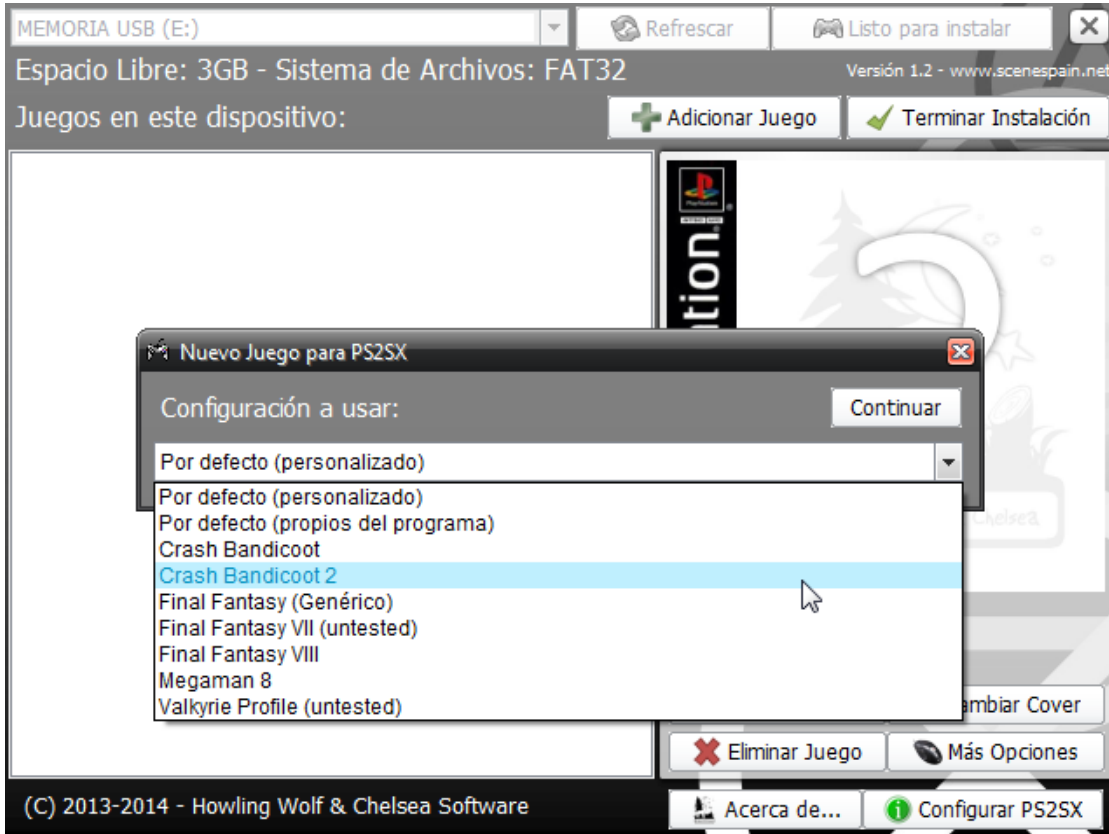 MEMORIA USB (E:)
Refrescar
Listo para instalar
Espacio Libre: 3GB - Sistema de Archivos: FAT32
Versión 1.2 - www.scenespain.net
Juegos en este dispositivo:
Adicionar Juego
Terminar Instalación
PlayStation
Nuevo Juego para PS2SX
Configuración a usar:
Continuar
Por defecto (personalizado)
Por defecto (personalizado)
Por defecto (propios del programa)
Crash Bandicoot
Crash Bandicoot 2
Final Fantasy (Genérico)
Final Fantasy VII (untested)
Final Fantasy VIII
Megaman 8
Valkyrie Profile (untested)
Chelsea
ambiar Cover
Eliminar Juego
Más Opciones
(C) 2013-2014 - Howling Wolf & Chelsea Software
Acerca de...
Configurar PS2SX